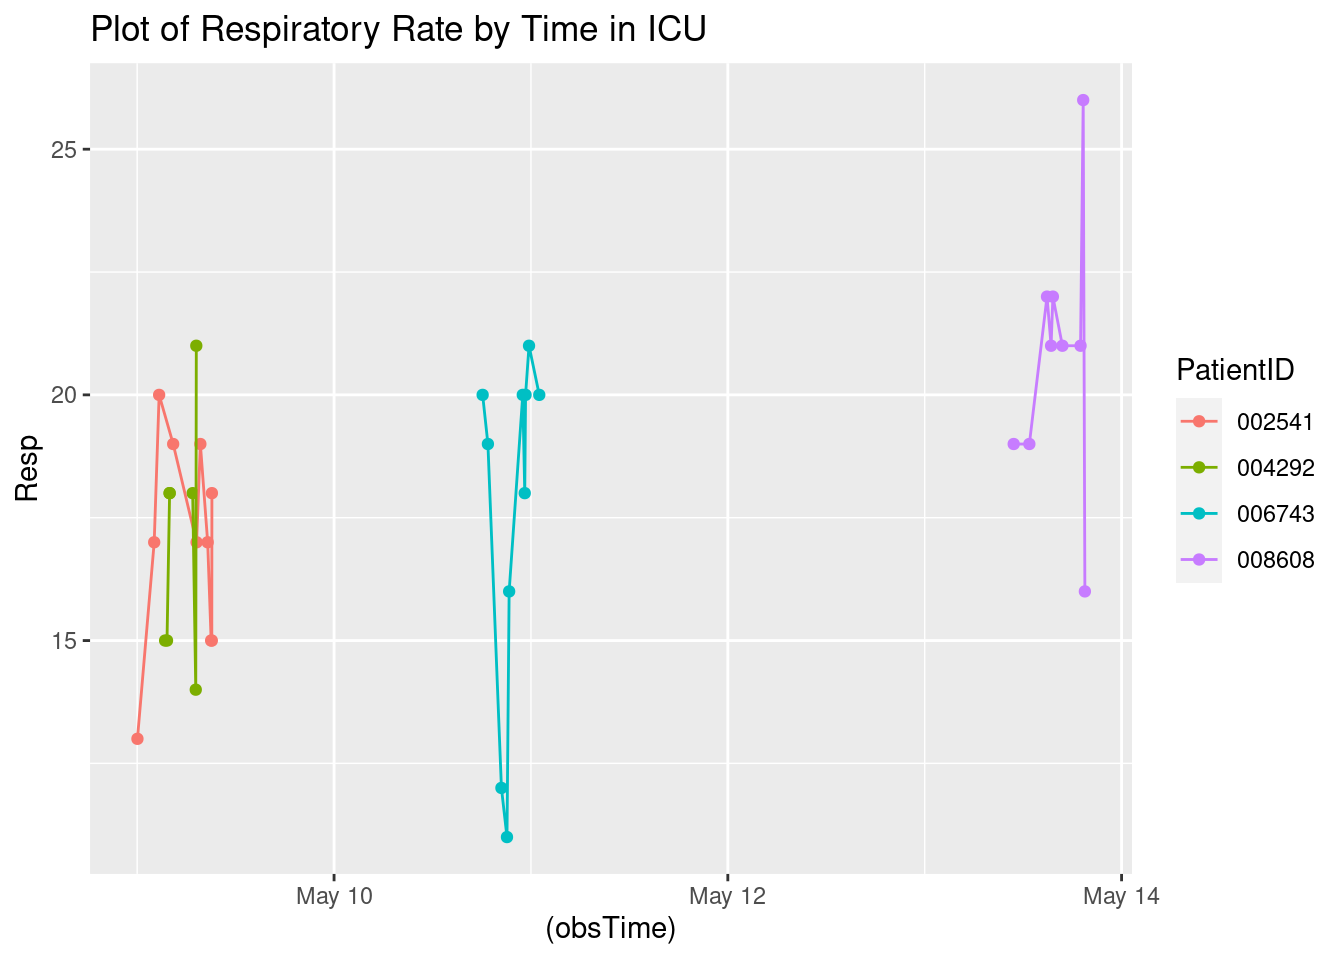 Plot of Respiratory Rate by Time in ICU
25
20
15
Resp
May 10
May 12
May 14
(obsTime)
PatientID
002541
004292
006743
008608